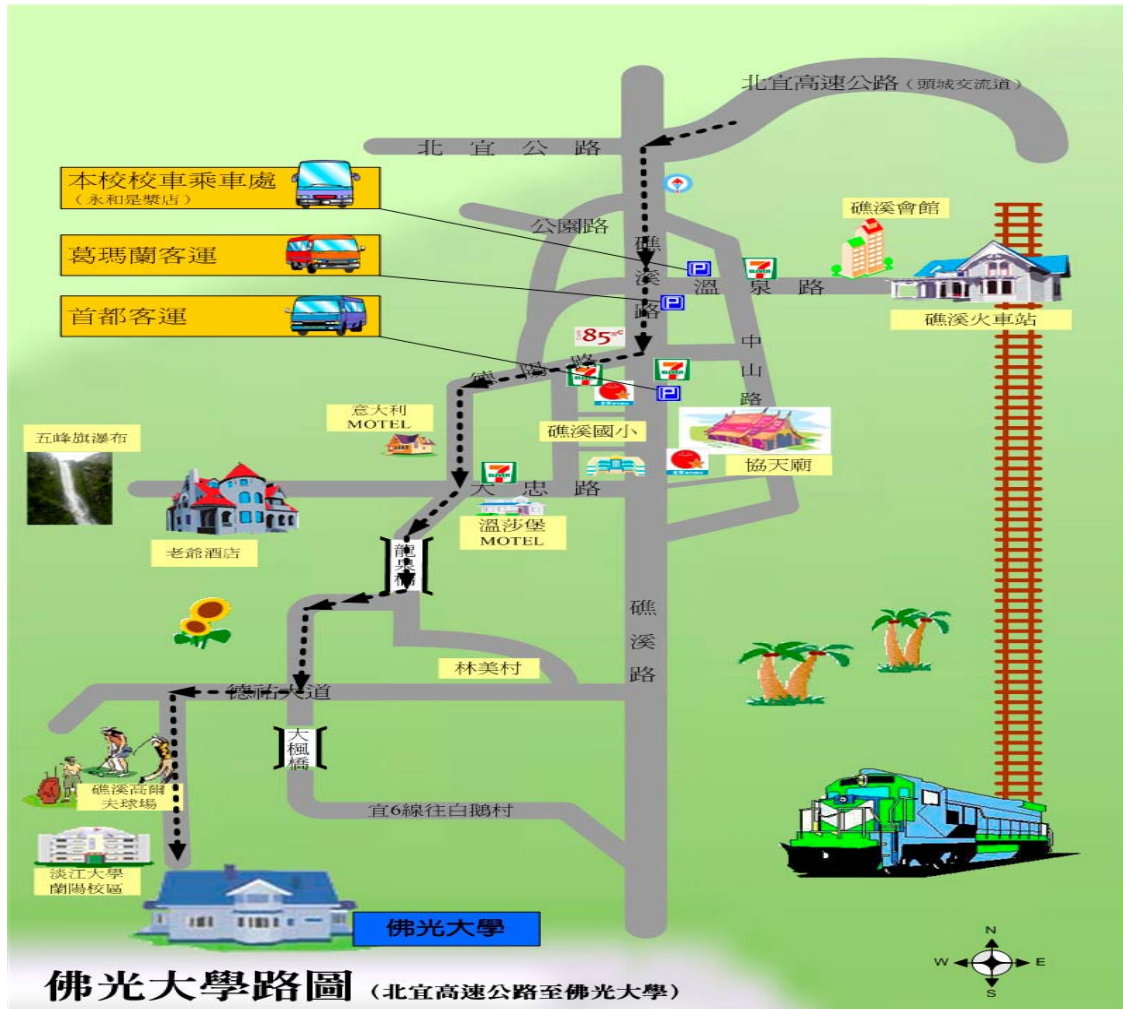 北宜高速公路（頭城交流道）
北宜公路
本校校車乘車處
（永和是漿店）
公園路
礁溪會館
葛瑪蘭客運
礁溪路
溫泉路
首都客運
礁溪火車站
85°C
中山路
德陽路
7
ELEVEN
意大利
MOTEL
礁溪國小
五峰旗瀑布
協天廟
大忠路
溫莎堡
MOTEL
老爺酒店
龍泉橋
礁溪路
林美村
德祐大道
大楓橋
礁溪高爾
夫球場
宜6線往白鵝村
淡江大學
蘭陽校區
佛光大學
N
W
E
S
佛光大學路圖（北宜高速公路至佛光大學）